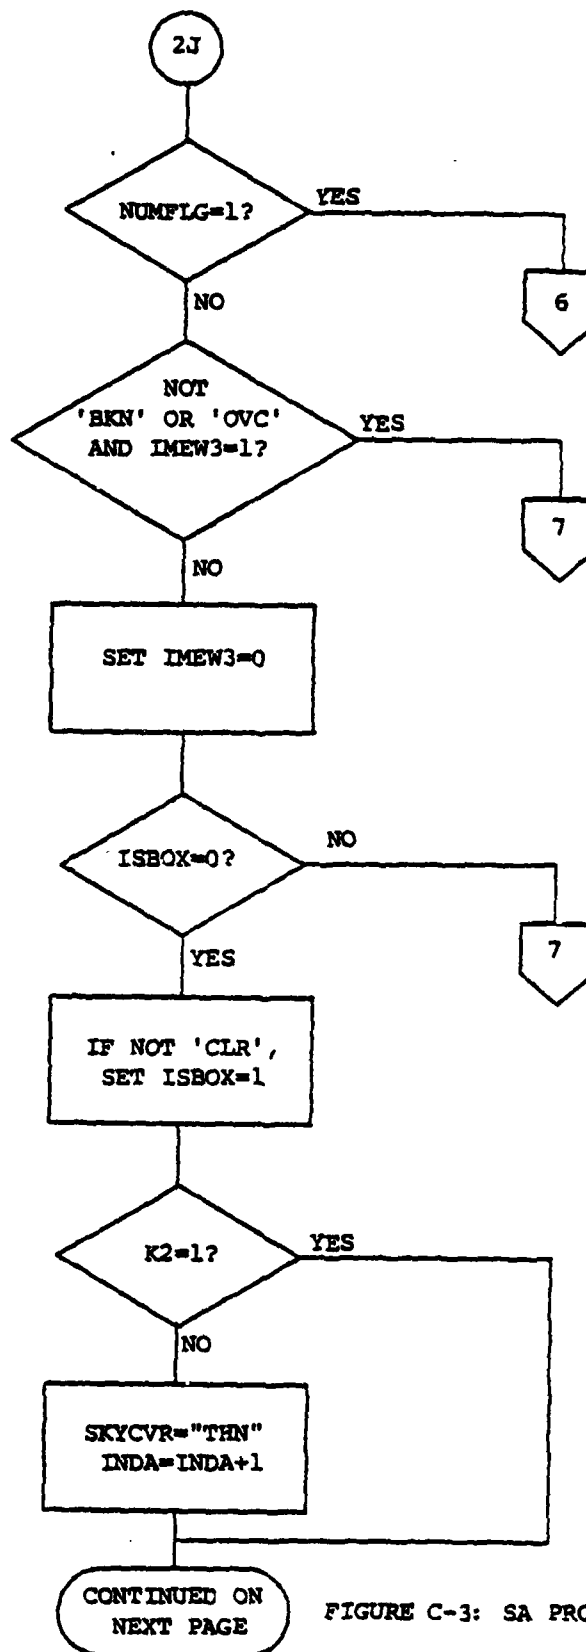 2J
NUMFLG=1?
YES
6
NO
NOT
'BKN' OR 'OVC'
AND IMEW3=1?
YES
7
NO
SET IMEW3=0
ISBOX=0?
NO
7
YES
IF NOT 'CLR',
SET ISBOX=1
K2=1?
YES
NO
SKYCVR="THN"
INDA=INDA+1
CONTINUED ON
NEXT PAGE
FIGURE C-3: SA PRO